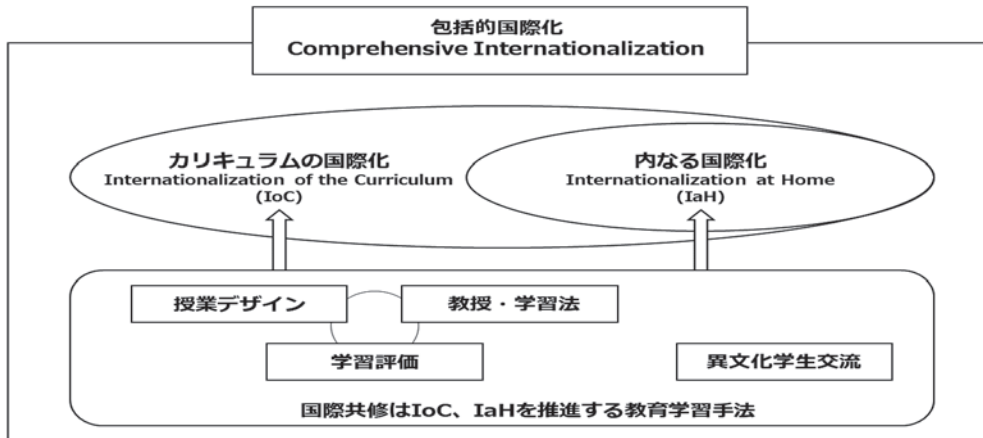 包括的国際化
Comprehensive Internationalization
カリキュラムの国際化
Internationalization of the Curriculum
(IoC)
内なる国際化
Internationalization at Home
(IaH)
授業デザイン
教授・学習法
学習評価
異文化学生交流
国際共修はIoC、IaHを推進する教育学習手法